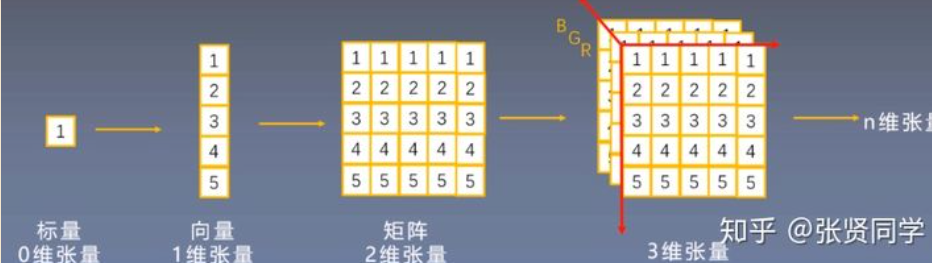 1
1
2
3
4
5
1 1 1 1 1
2 2 2 2 2
3 3 3 3 3
4 4 4 4 4
5 5 5 5 5
B
G
R
1 1 1 1 1
2 2 2 2 2
3 3 3 3 3
4 4 4 4 4
5 5 5 5 5
n维张
标量
0维张量
向量
1维张量
矩阵
2维张量
3维张量
知乎 @张贤同学